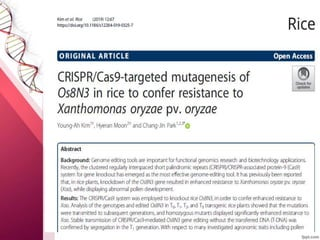 Kim et al. Rice (2019) 12:67
https://doi.org/10.1186/s12284-019-0325-7
Rice
ORIGINAL ARTICLE
Open Access
CRISPR/Cas9-targeted mutagenesis of
Os8N3 in rice to confer resistance to
Xanthomonas oryzae pv. oryzae
Check for
updates
Young-Ah Kim, Hyeran Moon and Chang-Jin Park
Abstract
Background: Genome editing tools are important for functional genomics research and biotechnology applications.
Recently, the clustered regularly interspaced short palindromic repeats (CRISPR)/CRISPR-associated protein-9 (Cas9)
system for gene knockout has emerged as the most effective genome-editing tool. It has previously been reported
that, in rice plants, knockdown of the Os8N3 gene resulted in enhanced resistance to Xanthomonas oryzae pv. oryzae
(Xoo), while displaying abnormal pollen development.
Results: The CRISPR/Cas9 system was employed to knockout rice Os8N3, in order to confer enhanced resistance to
Xoo. Analysis of the genotypes and edited Os8N3 in T0, T1, T2, and T3 transgenic rice plants showed that the mutations
were transmitted to subsequent generations, and homozygous mutants displayed significantly enhanced resistance to
Xoo. Stable transmission of CRISPR/Cas9-mediated Os8N3 gene editing without the transferred DNA (T-DNA) was
confirmed by segregation in the T1 generation. With respect to many investigated agronomic traits including pollen
fppt.com